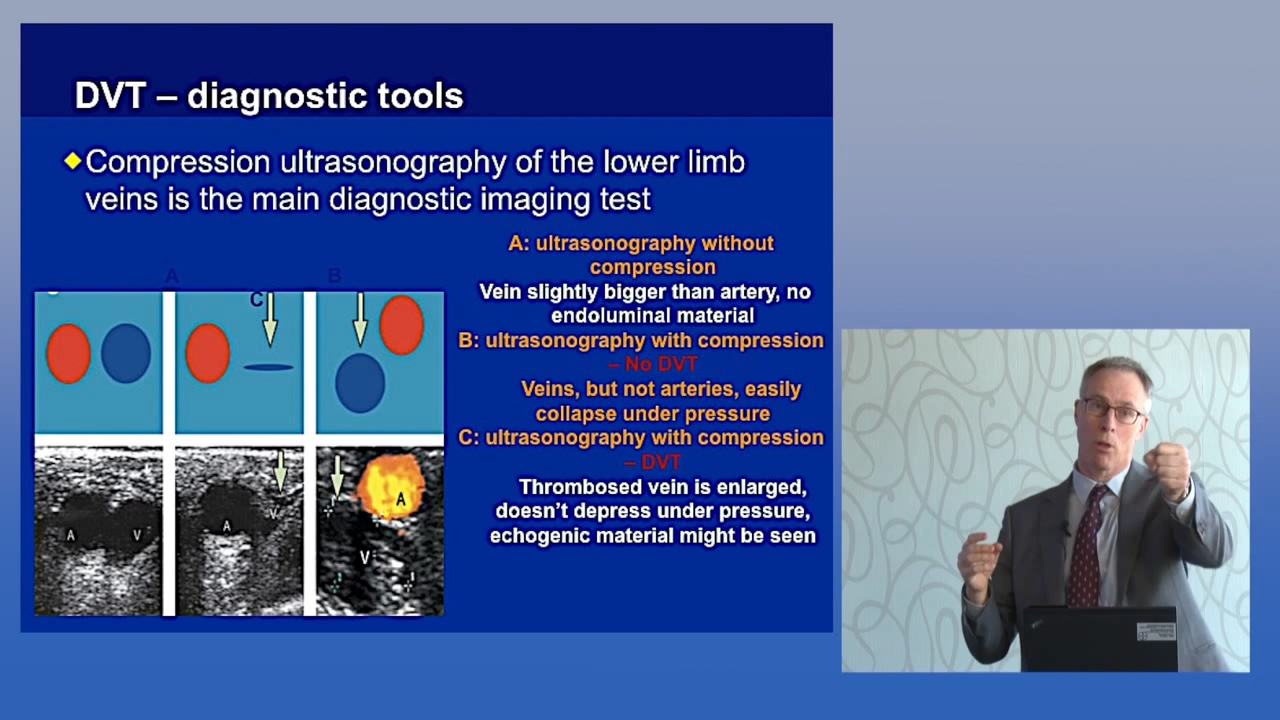 DVT – diagnostic tools
Compression ultrasonography of the lower limb
veins is the main diagnostic imaging test
A: ultrasonography without
compression
Vein slightly bigger than artery, no
endoluminal material
B: ultrasonography with compression
– No DVT
Veins, but not arteries, easily
collapse under pressure
C: ultrasonography with compression
– DVT
Thrombosed vein is enlarged,
doesn't depress under pressure,
echogenic material might be seen
A B
C
A V
A V
A
V